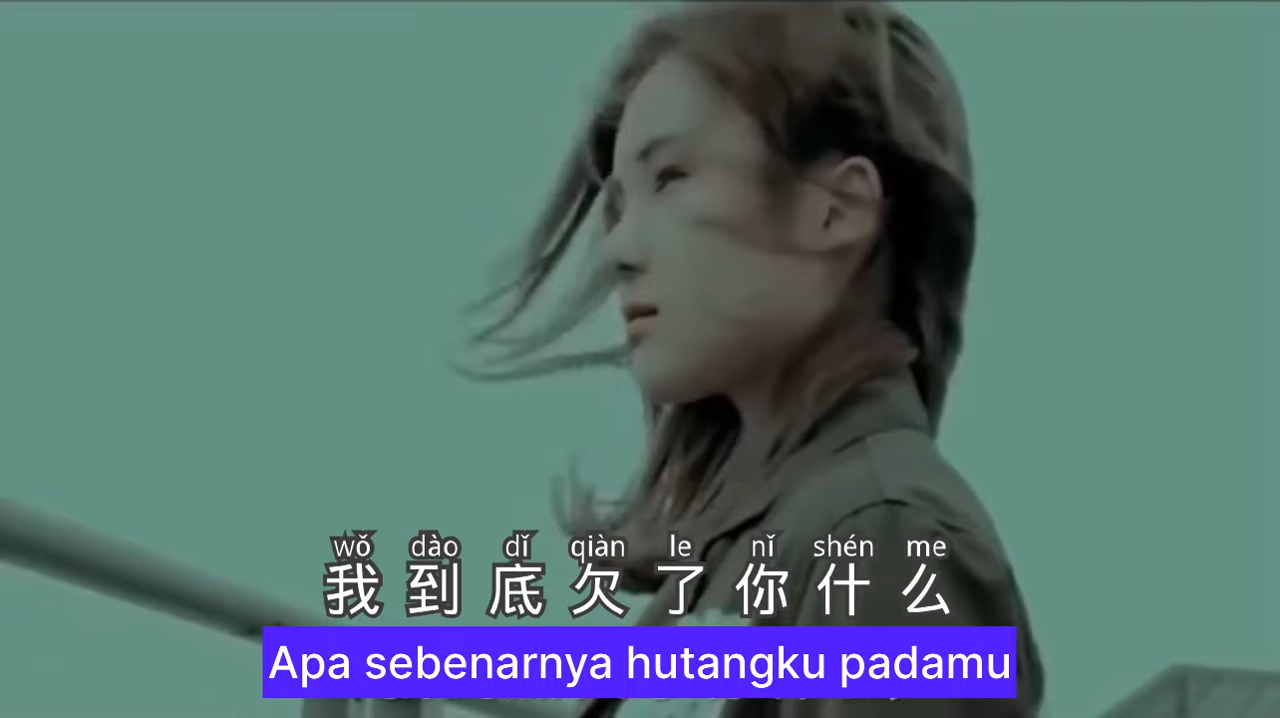 wǒ dào dǐ qiàn le nǐ shén me
我到底欠了你什么
Apa sebenarnya hutangku padamu